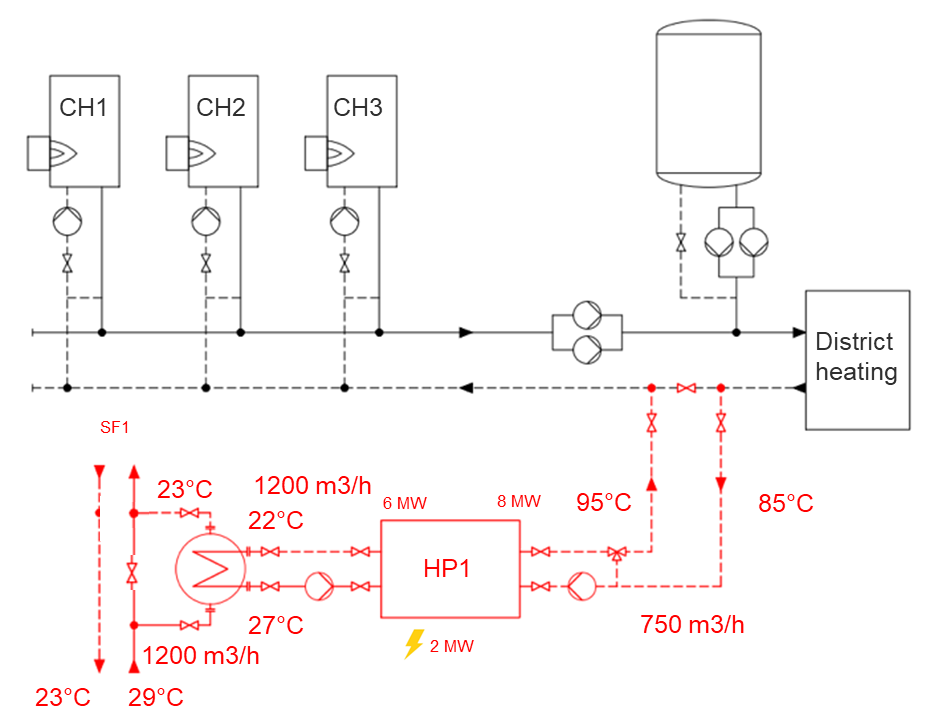 CH1
CH2
CH3
District
heating
SF1
23°C
1200 m3/h
22°C
6 MW
8 MW
95°C
85°C
HP1
27°C
750 m3/h
1200 m3/h
2 MW
23°C
29°C